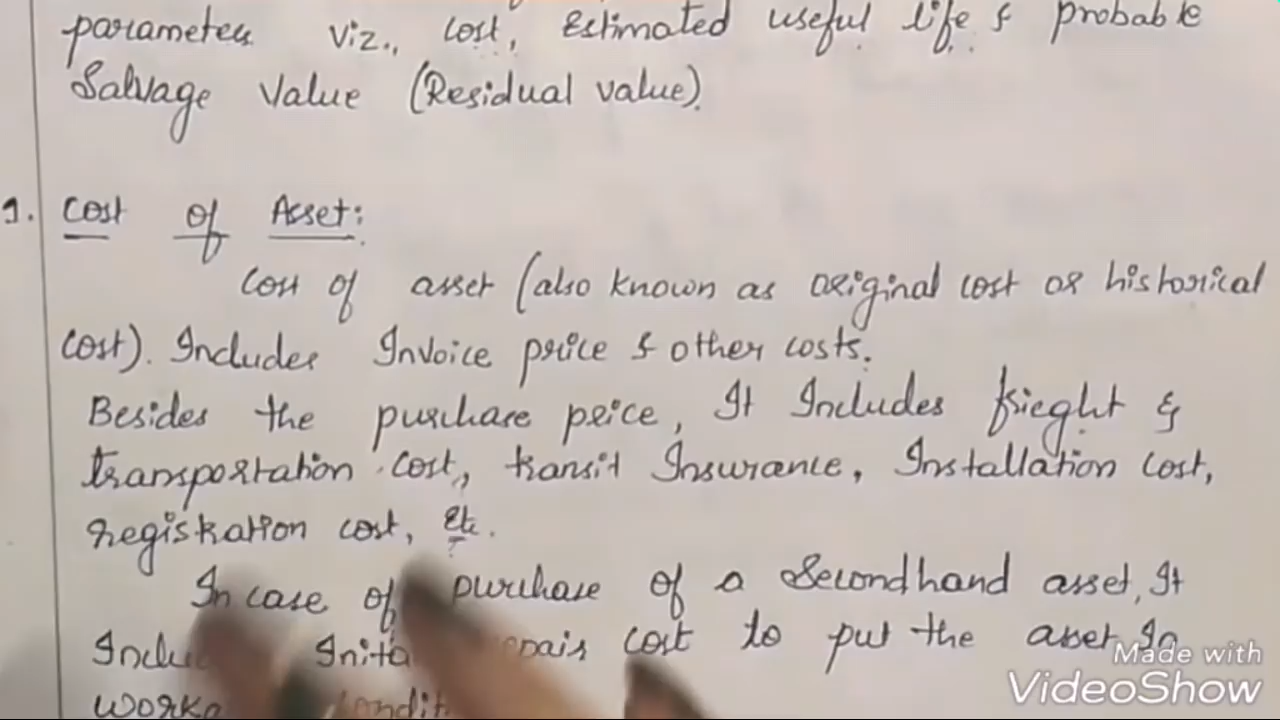 parameters viz., cost, Estimated useful life & probable
Salvage Value (Residual value).
1. Cost of Asset:
Cost of asset (also known as original cost or historical
cost). Includes Invoice price & other costs.
Besides the purchase price, It Includes frieght &
transportation cost, transit Insurance, Installation cost,
registration cost, Etc.
In case of purchase of a Secondhand asset, It
cost to put the asset In
Made with
VideoShow